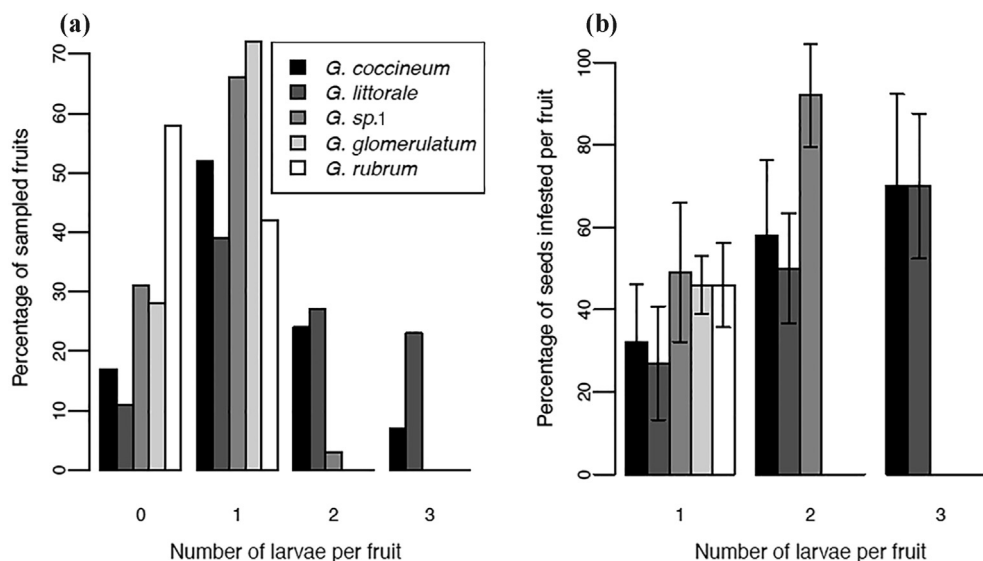 (a)
Percentage of sampled fruits
70
60
50
40
30
20
10
0
G. coccineum
G. littorale
G. sp.1
G. glomerulatum
G. rubrum
0 1 2 3
Number of larvae per fruit
(b)
Percentage of seeds infested per fruit
100
80
60
40
20
0
1 2 3
Number of larvae per fruit